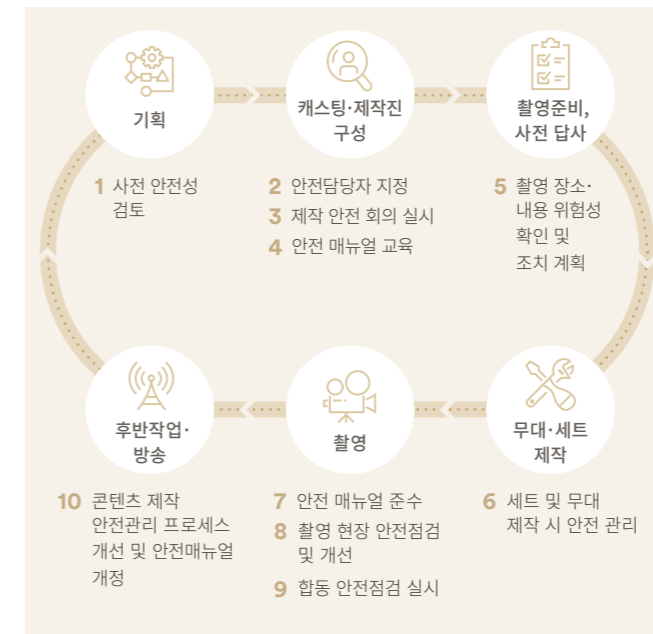 기획
1 사전 안전성
검토
캐스팅·제작진
구성
2 안전담당자 지정
3 제작 안전 회의 실시
4 안전 매뉴얼 교육
촬영준비,
사전 답사
5 촬영 장소·
내용 위험성
확인 및
조치 계획
무대·세트
제작
6 세트 및 무대
제작 시 안전 관리
촬영
7 안전 매뉴얼 준수
8 촬영 현장 안전점검
및 개선
9 합동 안전점검 실시
후반작업·
방송
10 콘텐츠 제작
안전관리 프로세스
개선 및 안전매뉴얼
개정